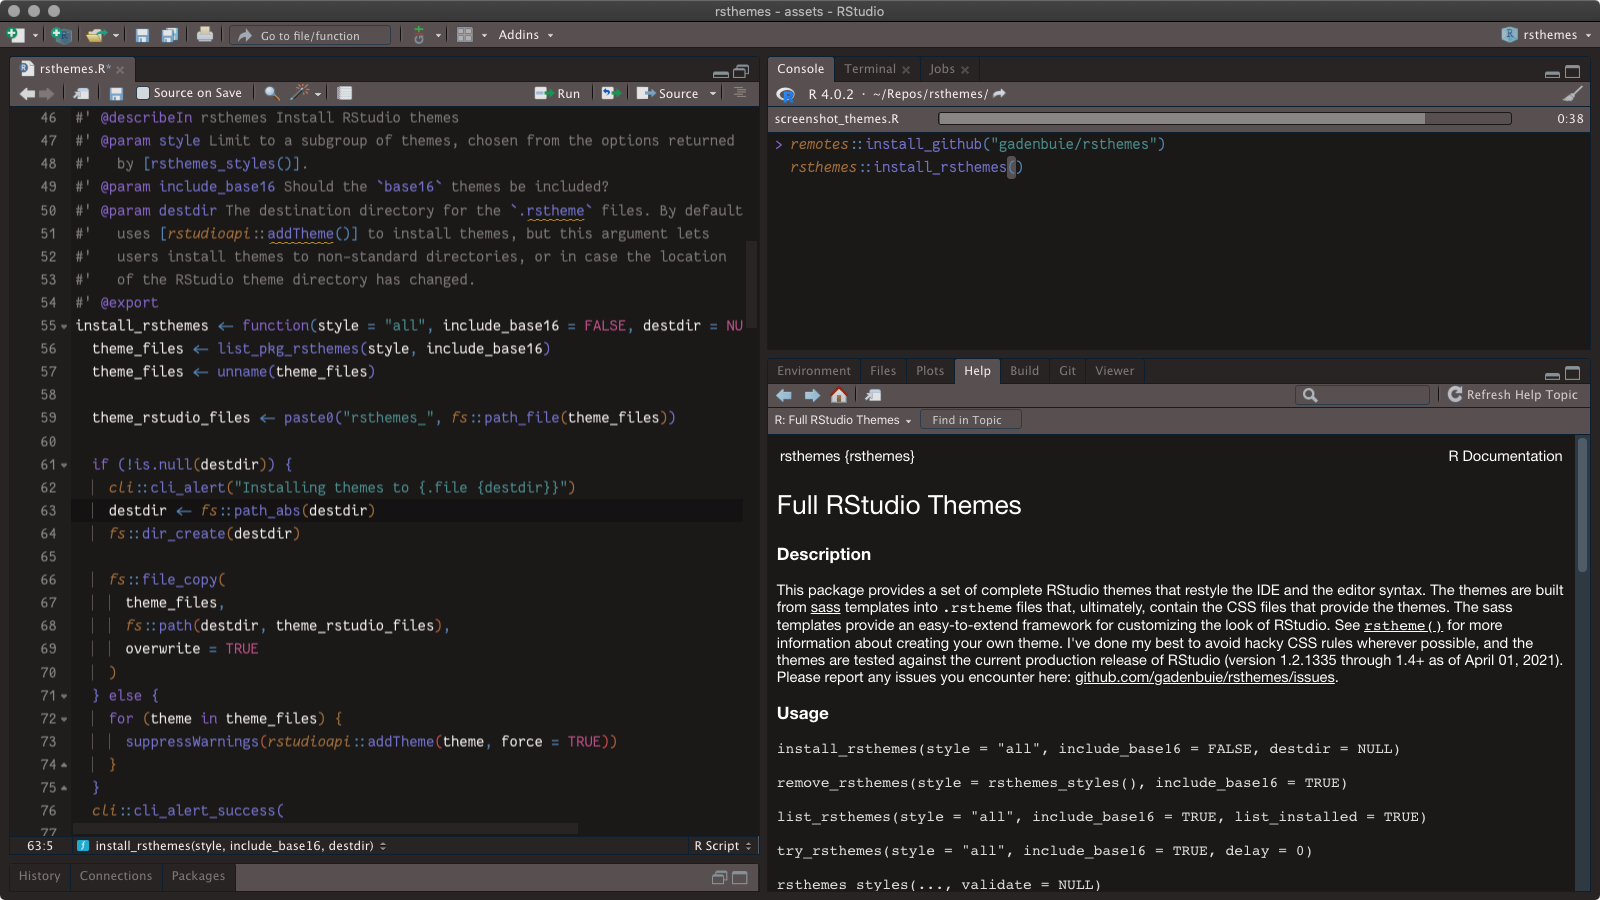 rsthemes - assets - RStudio
Go to file/function
Addins
rsthemes
rsthemes.R*
Source on Save
Run
Source
46 #' @describeIn rsthemes Install RStudio themes
47 #' @param style Limit to a subgroup of themes, chosen from the options returned
48 #'   by [rsthemes_styles()].
49 #' @param include_base16 Should the `base16` themes be included?
50 #' @param destdir The destination directory for the `.rstheme` files. By default
51 #'   uses [rstudioapi::addTheme()] to install themes, but this argument lets
52 #'   users install themes to non-standard directories, or in case the location
53 #'   of the RStudio theme directory has changed.
54 #' @export
55 install_rsthemes <- function(style = "all", include_base16 = FALSE, destdir = NU
56   theme_files <- list_pkg_rsthemes(style, include_base16)
57   theme_files <- unname(theme_files)
58
59   theme_rstudio_files <- paste0("rsthemes_", fs::path_file(theme_files))
60
61   if (!is.null(destdir)) {
62     cli::cli_alert("Installing themes to {.file {destdir}}")
63     destdir <- fs::path_abs(destdir)
64     fs::dir_create(destdir)
65
66     fs::file_copy(
67       theme_files,
68       fs::path(destdir, theme_rstudio_files),
69       overwrite = TRUE
70     )
71   } else {
72     for (theme in theme_files) {
73       suppressWarnings(rstudioapi::addTheme(theme, force = TRUE))
74     }
75   }
76   cli::cli_alert_success(
77
63:5 install_rsthemes(style, include_base16, destdir) R Script
History Connections Packages
Console Terminal Jobs
R 4.0.2 · ~/Repos/rsthemes/
screenshot_themes.R 0:38
> remotes::install_github("gadenbuie/rsthemes")
rsthemes::install_rsthemes()
Environment Files Plots Help Build Git Viewer
Refresh Help Topic
R: Full RStudio Themes Find in Topic
rsthemes {rsthemes} R Documentation
Full RStudio Themes
Description
This package provides a set of complete RStudio themes that restyle the IDE and the editor syntax. The themes are built
from sass templates into .rstheme files that, ultimately, contain the CSS files that provide the themes. The sass
templates provide an easy-to-extend framework for customizing the look of RStudio. See rstheme() for more
information about creating your own theme. I've done my best to avoid hacky CSS rules wherever possible, and the
themes are tested against the current production release of RStudio (version 1.2.1335 through 1.4+ as of April 01, 2021).
Please report any issues you encounter here: github.com/gadenbuie/rsthemes/issues.
Usage
install_rsthemes(style = "all", include_base16 = FALSE, destdir = NULL)
remove_rsthemes(style = rsthemes_styles(), include_base16 = TRUE)
list_rsthemes(style = "all", include_base16 = TRUE, list_installed = TRUE)
try_rsthemes(style = "all", include_base16 = TRUE, delay = 0)
rsthemes_styles(..., validate = NULL)